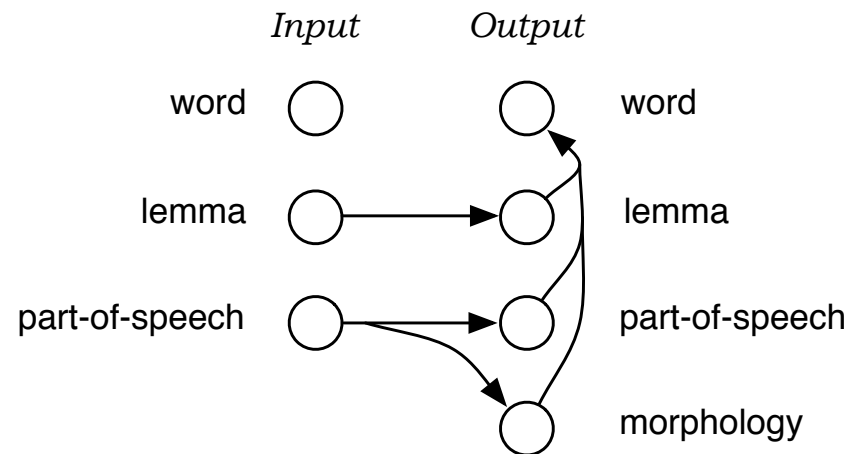 Input Output
word word
lemma lemma
part-of-speech part-of-speech
morphology